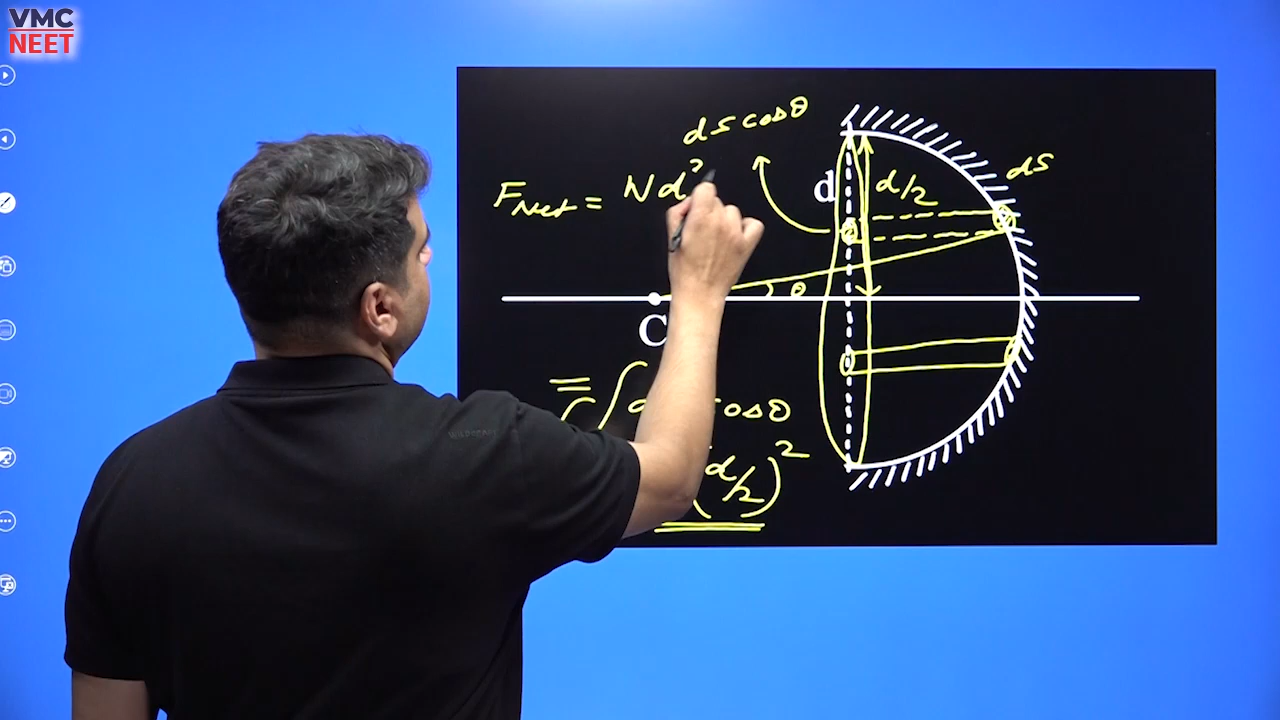 VMC
NEET
ds cosθ
F_Net = Nd²
d
d/2
ds
θ
C
=
∫ cosθ
(d/2)²